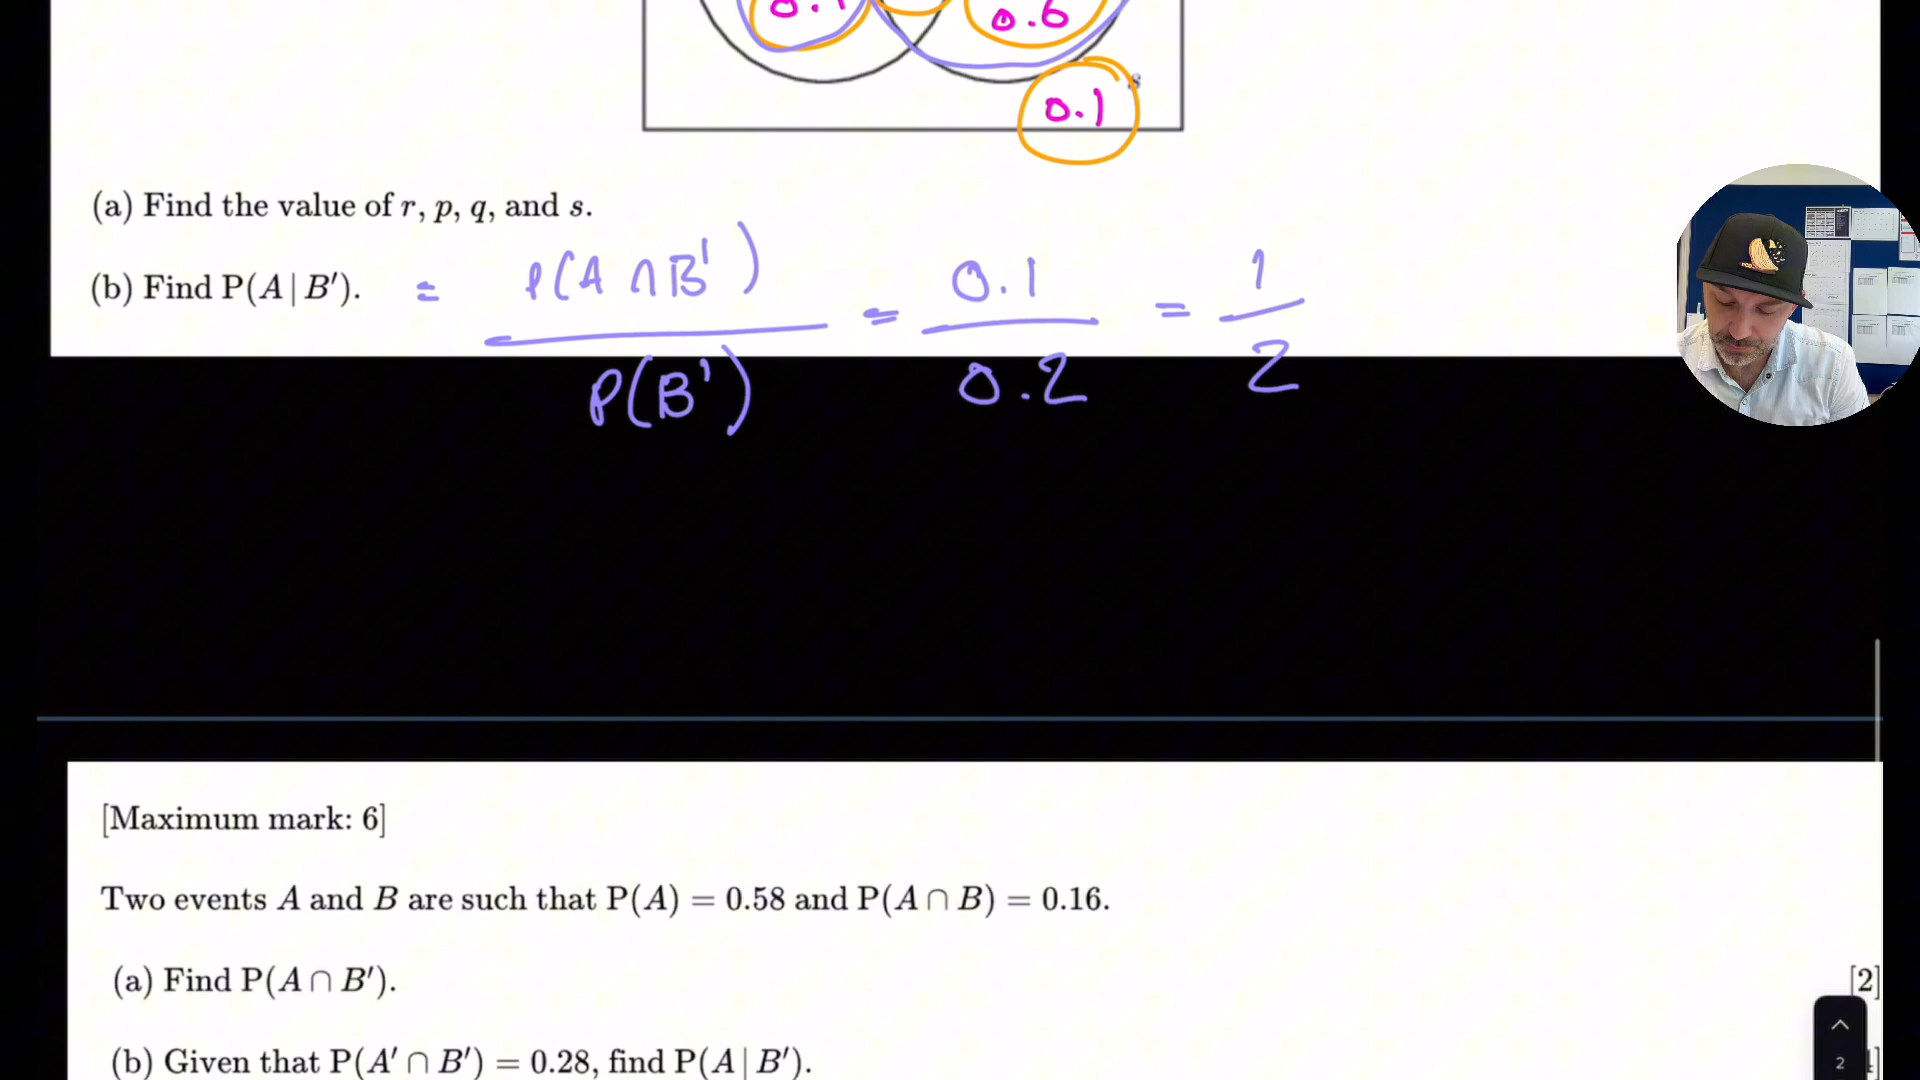 0.6
s
0.1
(a) Find the value of r, p, q, and s.
(b) Find P(A | B′). = P(A ∩ B′) / P(B′) = 0.1 / 0.2 = 1 / 2
[Maximum mark: 6]
Two events A and B are such that P(A) = 0.58 and P(A ∩ B) = 0.16.
(a) Find P(A ∩ B′). [2]
(b) Given that P(A′ ∩ B′) = 0.28, find P(A | B′).
2